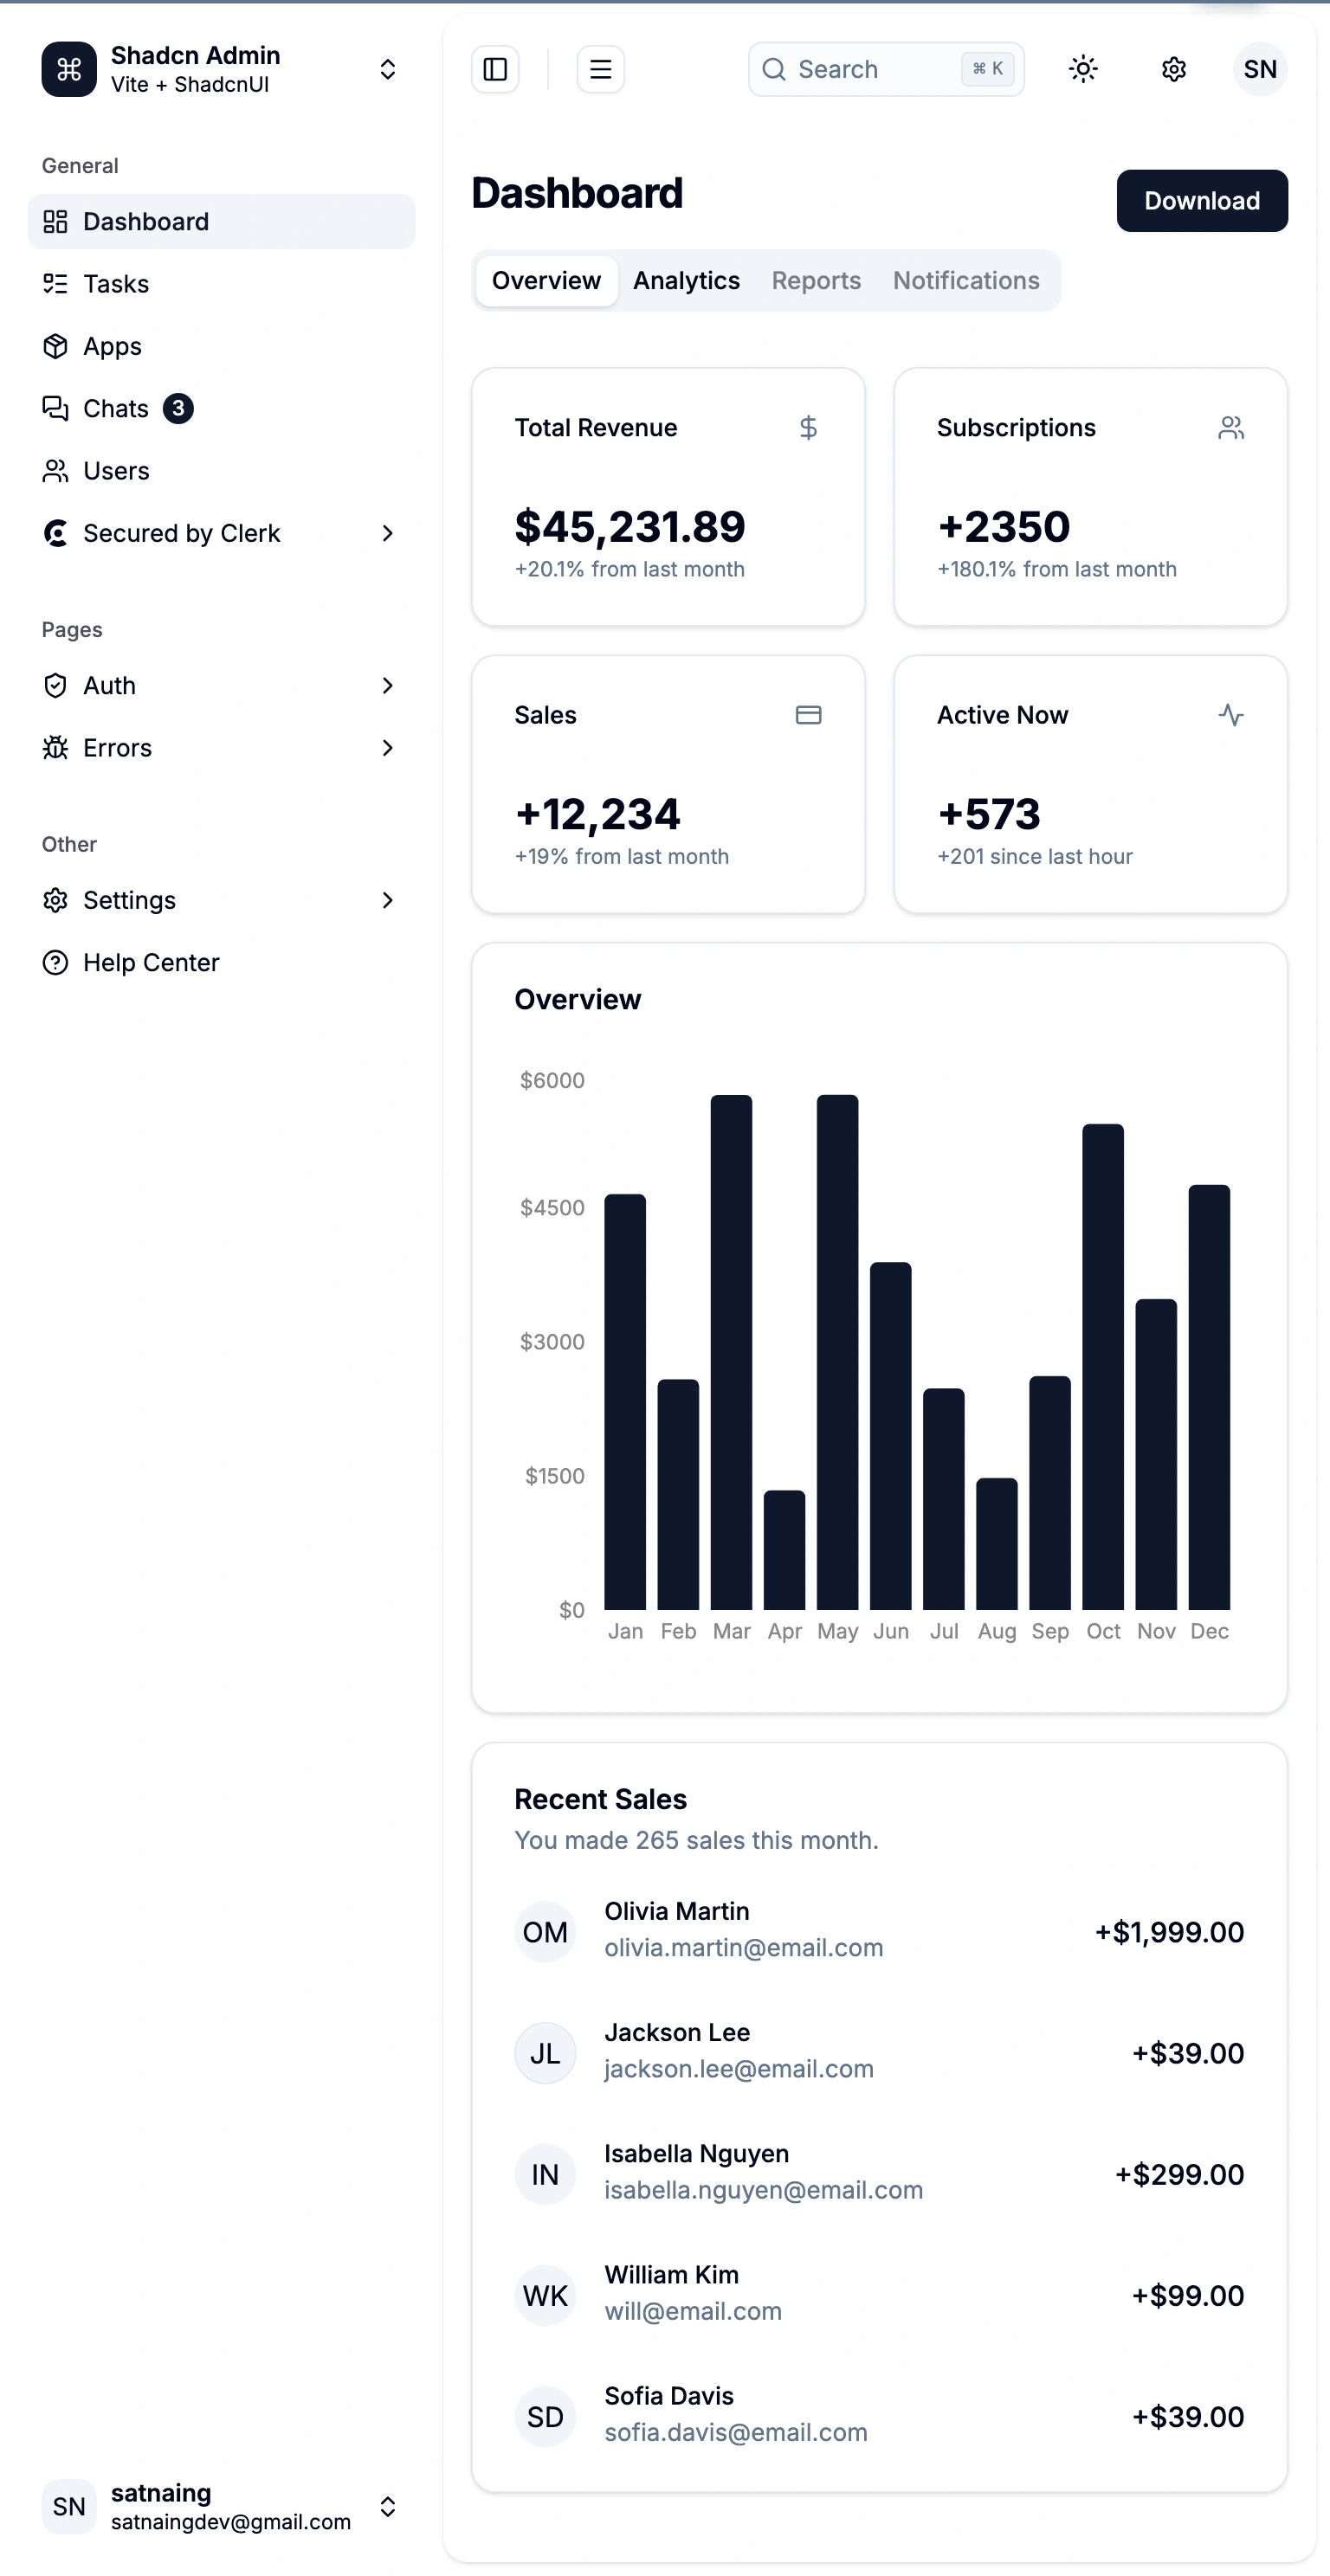 Shadcn Admin
Vite + ShadcnUI
General
Dashboard
Tasks
Apps
Chats 3
Users
Secured by Clerk
Pages
Auth
Errors
Other
Settings
Help Center
SN
satnaing
satnaingdev@gmail.com
Search ⌘ K
SN
Dashboard
Download
Overview Analytics Reports Notifications
Total Revenue
$45,231.89
+20.1% from last month
Subscriptions
+2350
+180.1% from last month
Sales
+12,234
+19% from last month
Active Now
+573
+201 since last hour
Overview
$6000
$4500
$3000
$1500
$0
Jan Feb Mar Apr May Jun Jul Aug Sep Oct Nov Dec
Recent Sales
You made 265 sales this month.
OM
Olivia Martin
olivia.martin@email.com
+$1,999.00
JL
Jackson Lee
jackson.lee@email.com
+$39.00
IN
Isabella Nguyen
isabella.nguyen@email.com
+$299.00
WK
William Kim
will@email.com
+$99.00
SD
Sofia Davis
sofia.davis@email.com
+$39.00